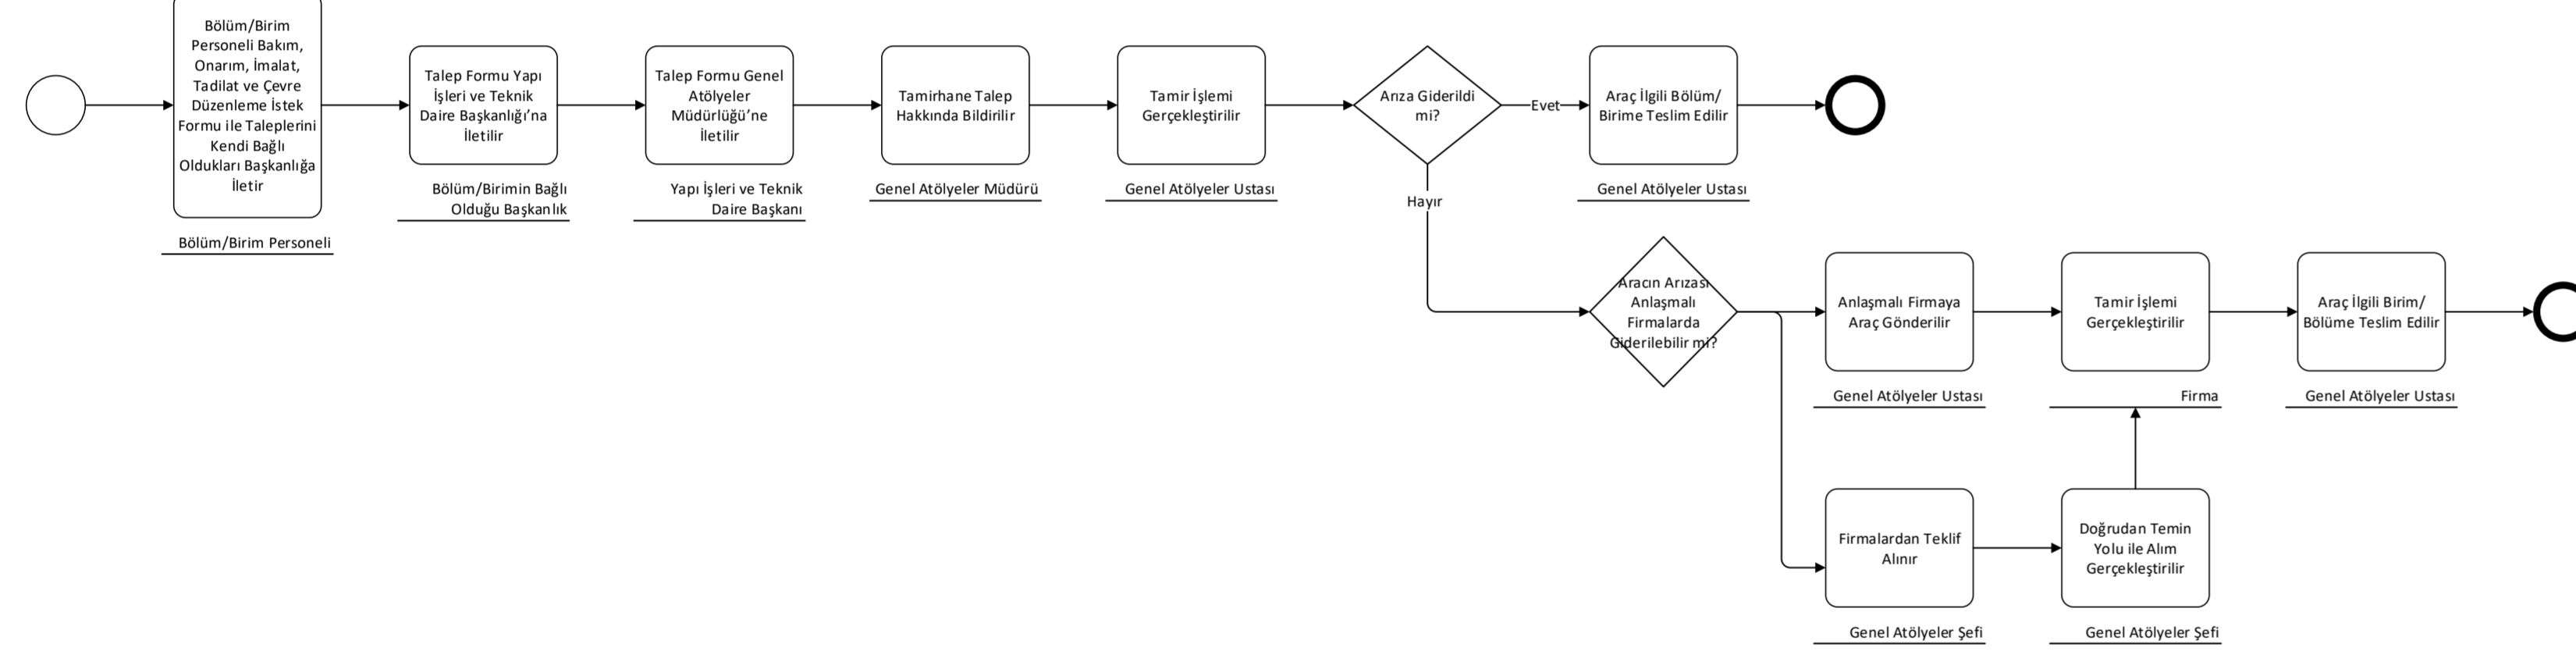 Bölüm/Birim
Personeli Bakım,
Onarım, İmalat,
Tadilat ve Çevre
Düzenleme İstek
Formu ile Taleplerini
Kendi Bağlı
Oldukları Başkanlığa
İletir
Bölüm/Birim Personeli
Talep Formu Yapı
İşleri ve Teknik
Daire Başkanlığı’na
İletilir
Bölüm/Birimin Bağlı
Olduğu Başkanlık
Talep Formu Genel
Atölyeler
Müdürlüğü’ne
İletilir
Yapı İşleri ve Teknik
Daire Başkanı
Tamirhane Talep
Hakkında Bildirilir
Genel Atölyeler Müdürü
Tamir İşlemi
Gerçekleştirilir
Genel Atölyeler Ustası
Arıza Giderildi
mi?
Evet
Araç İlgili Bölüm/
Birime Teslim Edilir
Genel Atölyeler Ustası
Hayır
Aracın Arızası
Anlaşmalı
Firmalarda
Giderilebilir mi?
Anlaşmalı Firmaya
Araç Gönderilir
Genel Atölyeler Ustası
Tamir İşlemi
Gerçekleştirilir
Firma
Araç İlgili Birim/
Bölüme Teslim Edilir
Genel Atölyeler Ustası
Firmalardan Teklif
Alınır
Genel Atölyeler Şefi
Doğrudan Temin
Yolu ile Alım
Gerçekleştirilir
Genel Atölyeler Şefi